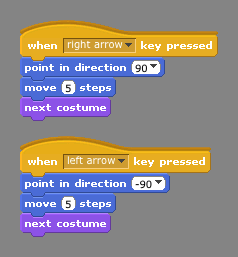 when right arrow key pressed
point in direction 90
move 5 steps
next costume
when left arrow key pressed
point in direction -90
move 5 steps
next costume